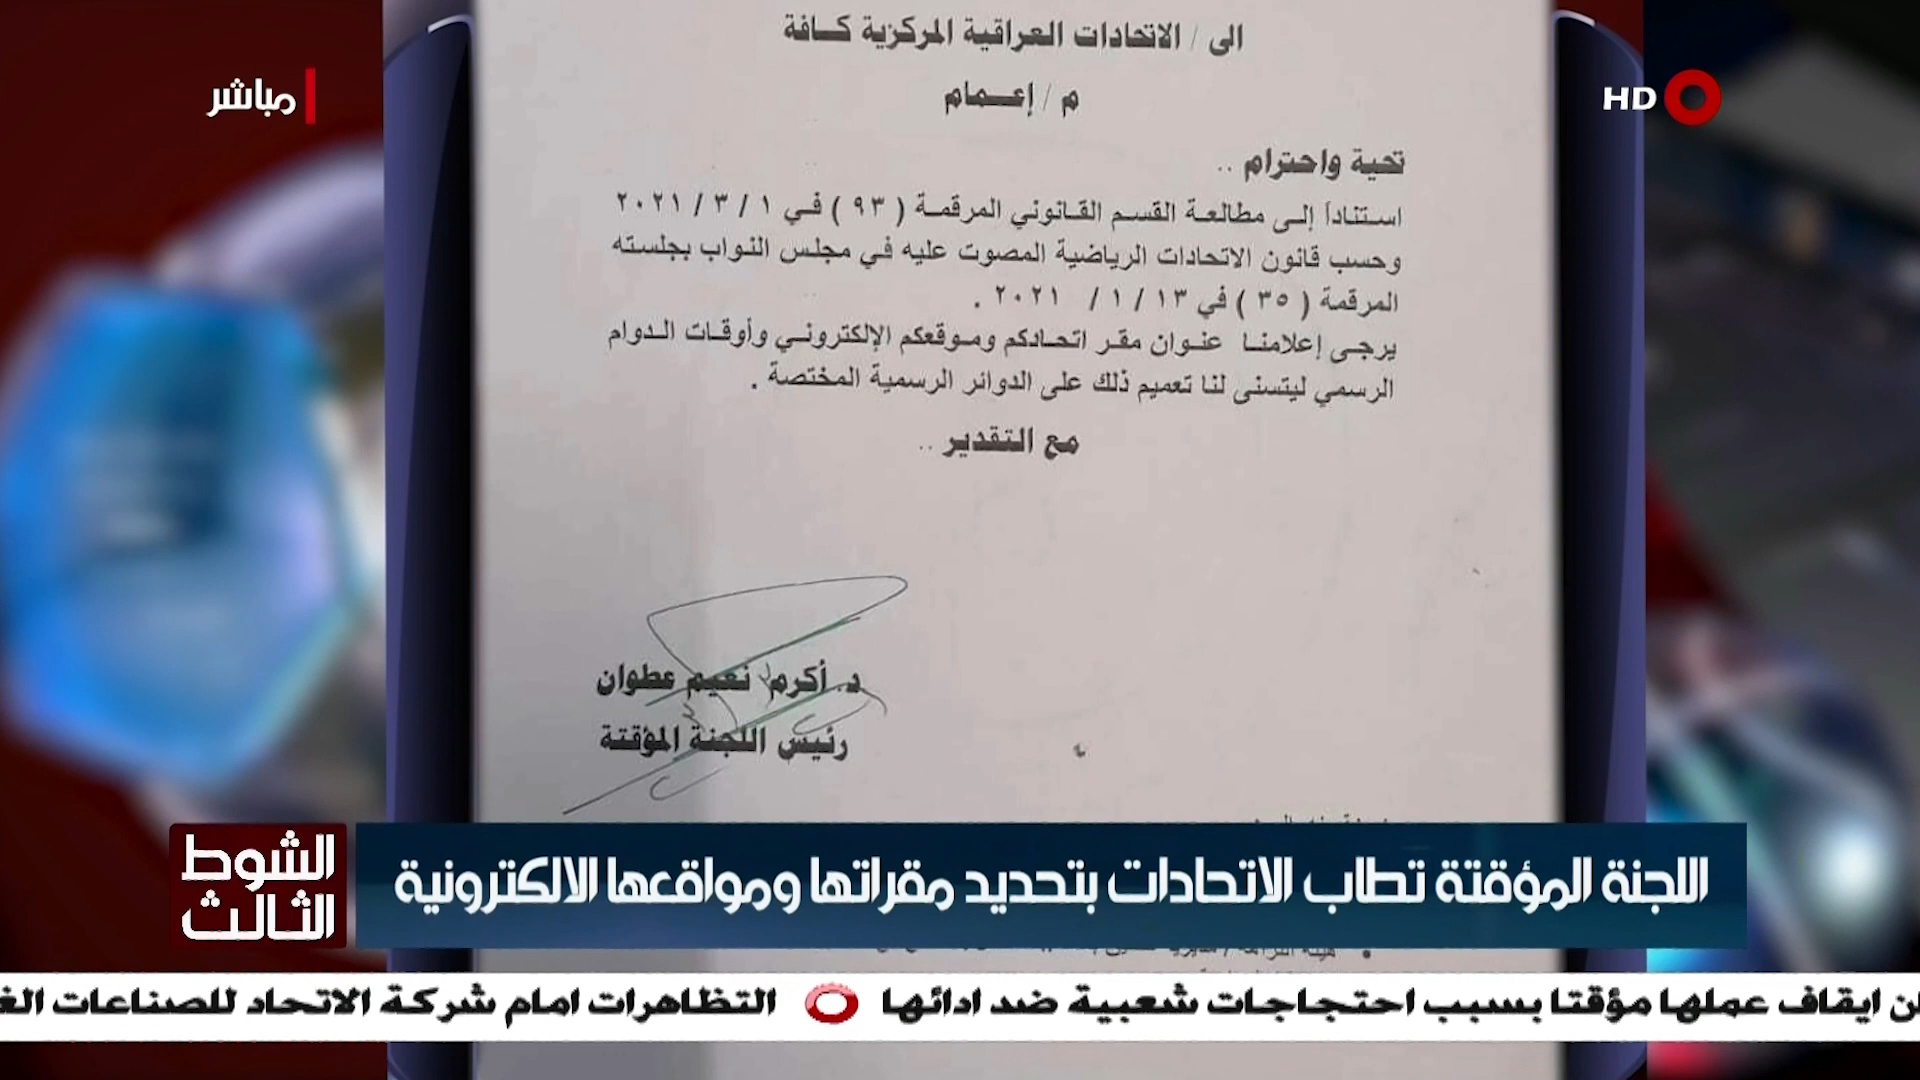 الى / الاتحادات العراقية المركزية كـافة
م / إعـــمام
مباشر
HD
تحية واحترام ..
استناداً إلى مطالعة القسم القانوني المرقمة ( ٩٣ ) في ١ / ٣ / ٢٠٢١
وحسب قانون الاتحادات الرياضية المصوت عليه في مجلس النواب بجلسته
المرقمة ( ٣٥ ) في ١٣ / ١ / ٢٠٢١ .
يرجى إعلامنا عنوان مقر اتحادكم وموقعكم الإلكتروني وأوقات الدوام
الرسمي ليتسنى لنا تعميم ذلك على الدوائر الرسمية المختصة .
مع التقدير ..
د. أكرم نعيم عطوان
رئيس اللجنة المؤقتة
الشوط
الثالث
اللجنة المؤقتة تطلب الاتحادات بتحديد مقراتها ومواقعها الالكترونية
ايقاف عملها مؤقتا بسبب احتجاجات شعبية ضد ادائها
التظاهرات امام شركة الاتحاد للصناعات